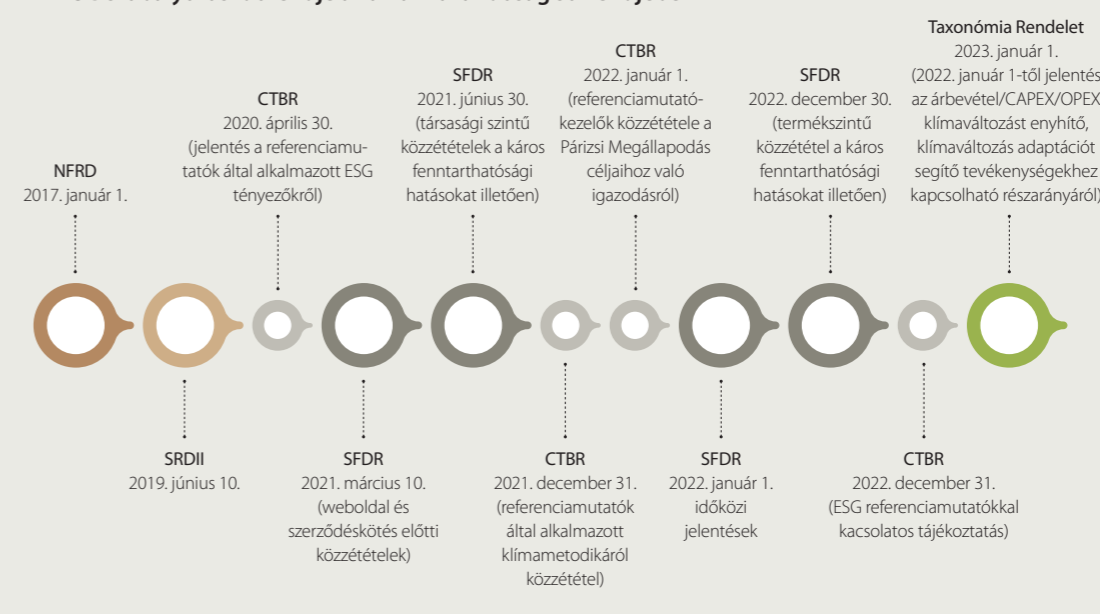 NFRD
2017. január 1.
SRDII
2019. június 10.
CTBR
2020. április 30.
(jelentés a referenciamu-
tatók által alkalmazott ESG
tényezőkről)
SFDR
2021. március 10.
(weboldal és
szerződéskötés előtti
közzétételek)
SFDR
2021. június 30.
(társasági szintű
közzétételek a káros
fenntarthatósági
hatásokat illetően)
CTBR
2021. december 31.
(referenciamutatók
által alkalmazott
klímametodikáról
közzététel)
CTBR
2022. január 1.
(referenciamutató-
kezelők közzététele a
Párizsi Megállapodás
céljaihoz való
igazodásról)
SFDR
2022. január 1.
időközi
jelentések
SFDR
2022. december 30.
(termékszintű
közzététel a káros
fenntarthatósági
hatásokat illetően)
CTBR
2022. december 31.
(ESG referenciamutatókkal
kacsolatos tájékoztatás)
Taxonómia Rendelet
2023. január 1.
(2022. január 1-től jelentés
az árbevétel/CAPEX/OPEX
klímaváltozást enyhítő,
klímaváltozás adaptációt
segítő tevékenységekhez
kapcsolható részarányáról)